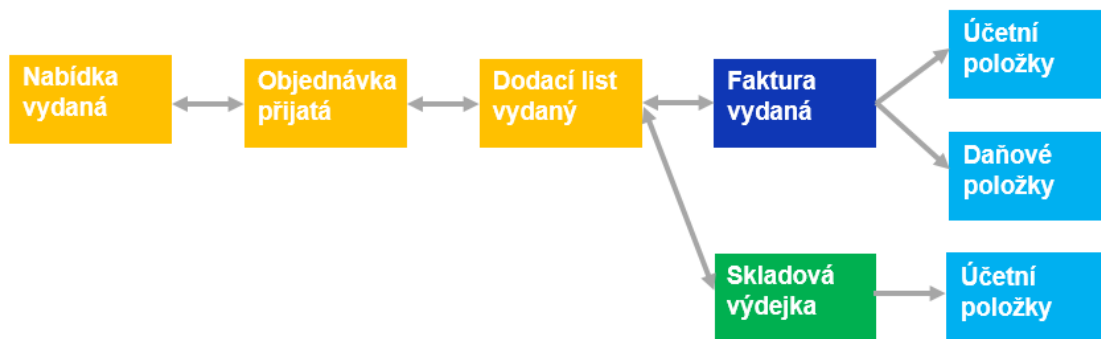 Nabídka
vydaná
Objednávka
přijatá
Dodací list
vydaný
Faktura
vydaná
Účetní
položky
Daňové
položky
Skladová
výdejka
Účetní
položky